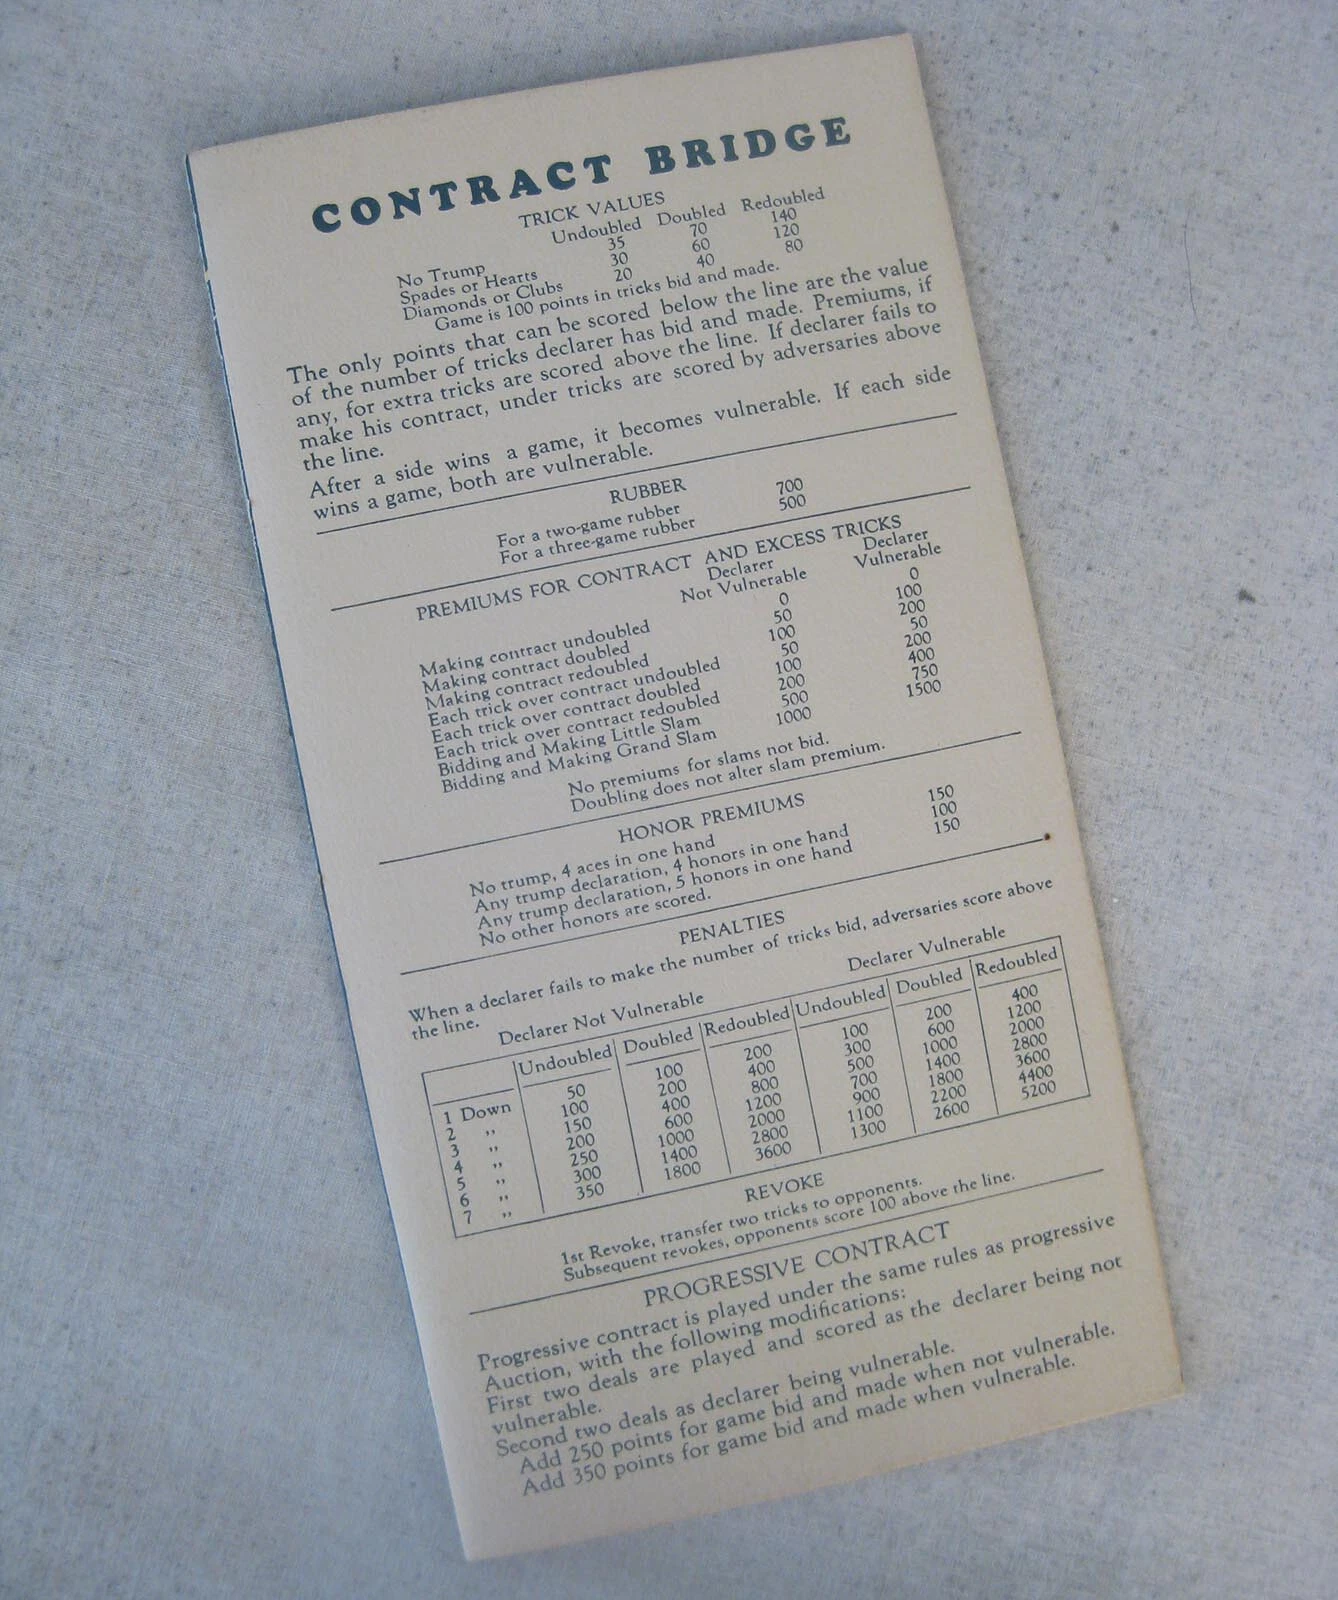 CONTRACT BRIDGE
TRICK VALUES
Undoubled Doubled Redoubled
No Trump 35 70 140
Spades or Hearts 30 60 120
Diamonds or Clubs 20 40 80
Game is 100 points in tricks bid and made.
The only points that can be scored below the line are the value
of the number of tricks declarer has bid and made. Premiums, if
any, for extra tricks are scored above the line. If declarer fails to
make his contract, under tricks are scored by adversaries above
the line.
After a side wins a game, it becomes vulnerable. If each side
wins a game, both are vulnerable.
RUBBER
For a two-game rubber 700
For a three-game rubber 500
PREMIUMS FOR CONTRACT AND EXCESS TRICKS
Declarer Declarer
Not Vulnerable Vulnerable
Making contract undoubled 0 0
Making contract doubled 50 100
Making contract redoubled 100 200
Each trick over contract undoubled 50 50
Each trick over contract doubled 100 200
Each trick over contract redoubled 200 400
Bidding and Making Little Slam 500 750
Bidding and Making Grand Slam 1000 1500
No premiums for slams not bid.
Doubling does not alter slam premium.
HONOR PREMIUMS
No trump, 4 aces in one hand 150
Any trump declaration, 4 honors in one hand 100
Any trump declaration, 5 honors in one hand 150
No other honors are scored.
PENALTIES
When a declarer fails to make the number of tricks bid, adversaries score above
the line.
Declarer Not Vulnerable Declarer Vulnerable
Undoubled Doubled Redoubled Undoubled Doubled Redoubled
1 Down 50 100 200 100 200 400
2 ,, 100 200 400 300 600 1200
3 ,, 150 400 800 500 1000 2000
4 ,, 200 600 1200 700 1400 2800
5 ,, 250 1000 2000 900 1800 3600
6 ,, 300 1400 2800 1100 2200 4400
7 ,, 350 1800 3600 1300 2600 5200
REVOKE
1st Revoke, transfer two tricks to opponents.
Subsequent revokes, opponents score 100 above the line.
PROGRESSIVE CONTRACT
Progressive contract is played under the same rules as progressive
Auction, with the following modifications:
First two deals are played and scored as the declarer being not
vulnerable.
Second two deals as declarer being vulnerable.
Add 250 points for game bid and made when not vulnerable.
Add 350 points for game bid and made when vulnerable.